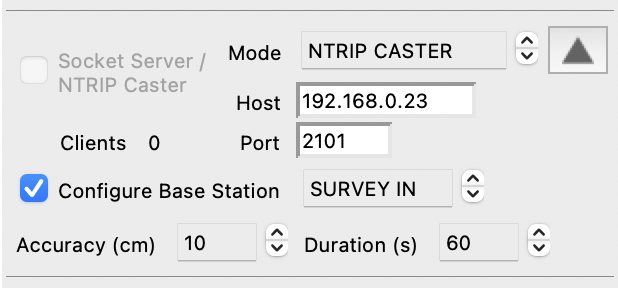 Socket Server /
NTRIP Caster
Mode NTRIP CASTER
Host 192.168.0.23
Clients 0 Port 2101
Configure Base Station SURVEY IN
Accuracy (cm) 10 Duration (s) 60